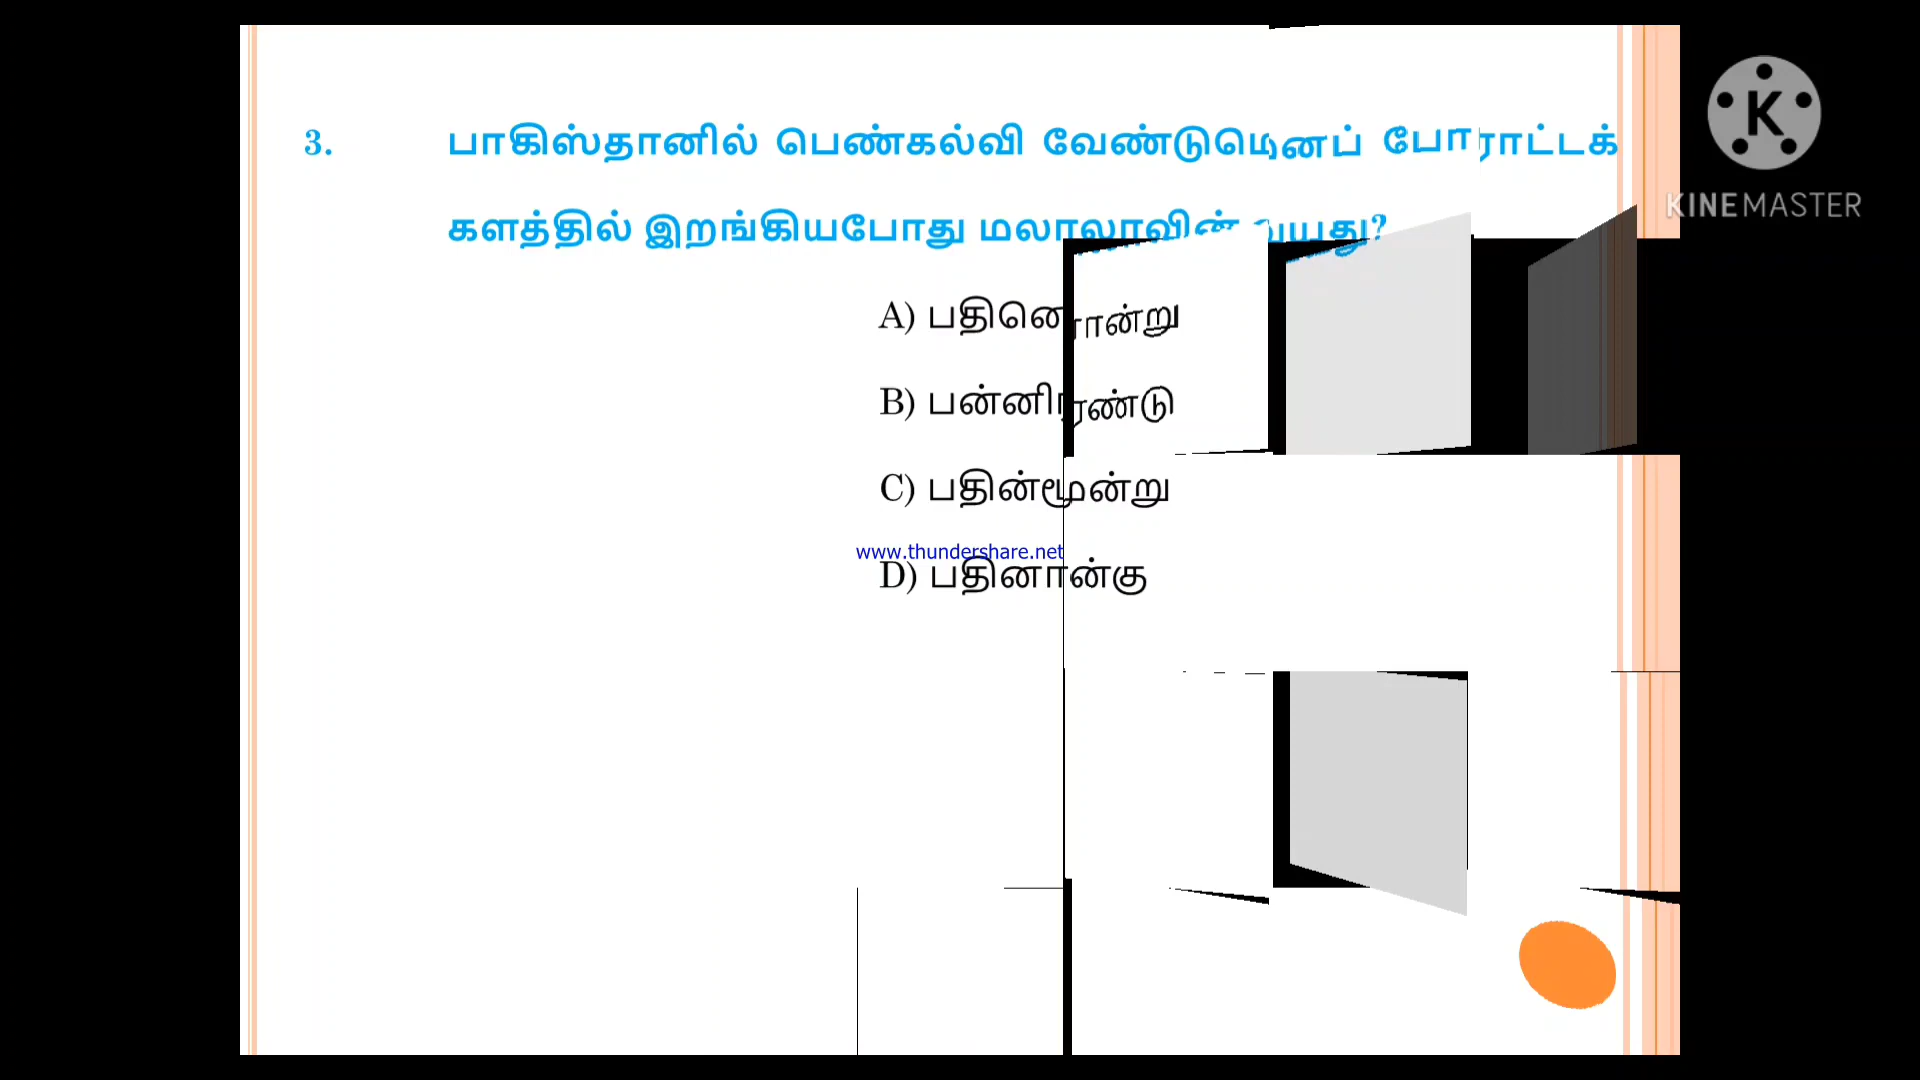 3. பாகிஸ்தானில் பெண்கல்வி வேண்டுமெனப் போராட்டக்
களத்தில் இறங்கியபோது மலாலாவின் வயது?
A) பதினொன்று
B) பன்னிரண்டு
C) பதின்மூன்று
www.thundershare.net
D) பதினான்கு
K
KINEMASTER